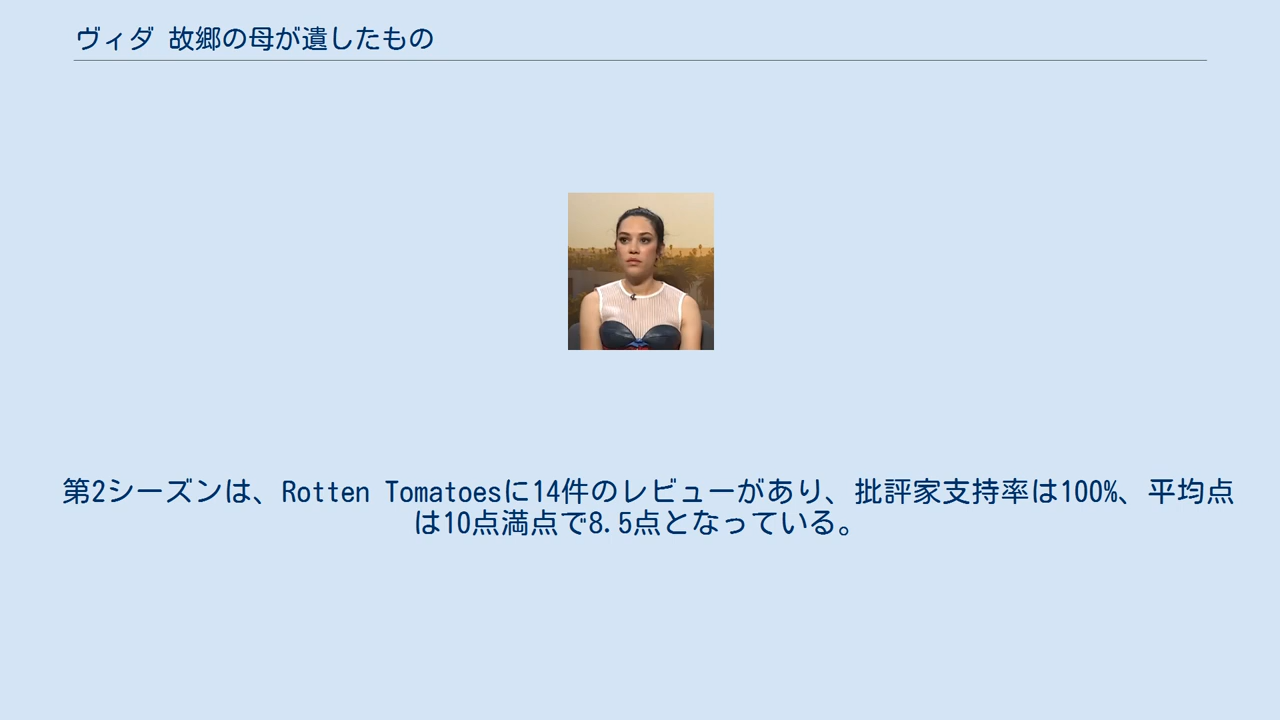 ヴィダ 故郷の母が遺したもの
第2シーズンは、Rotten Tomatoesに14件のレビューがあり、批評家支持率は100%、平均点
は10点満点で8.5点となっている。